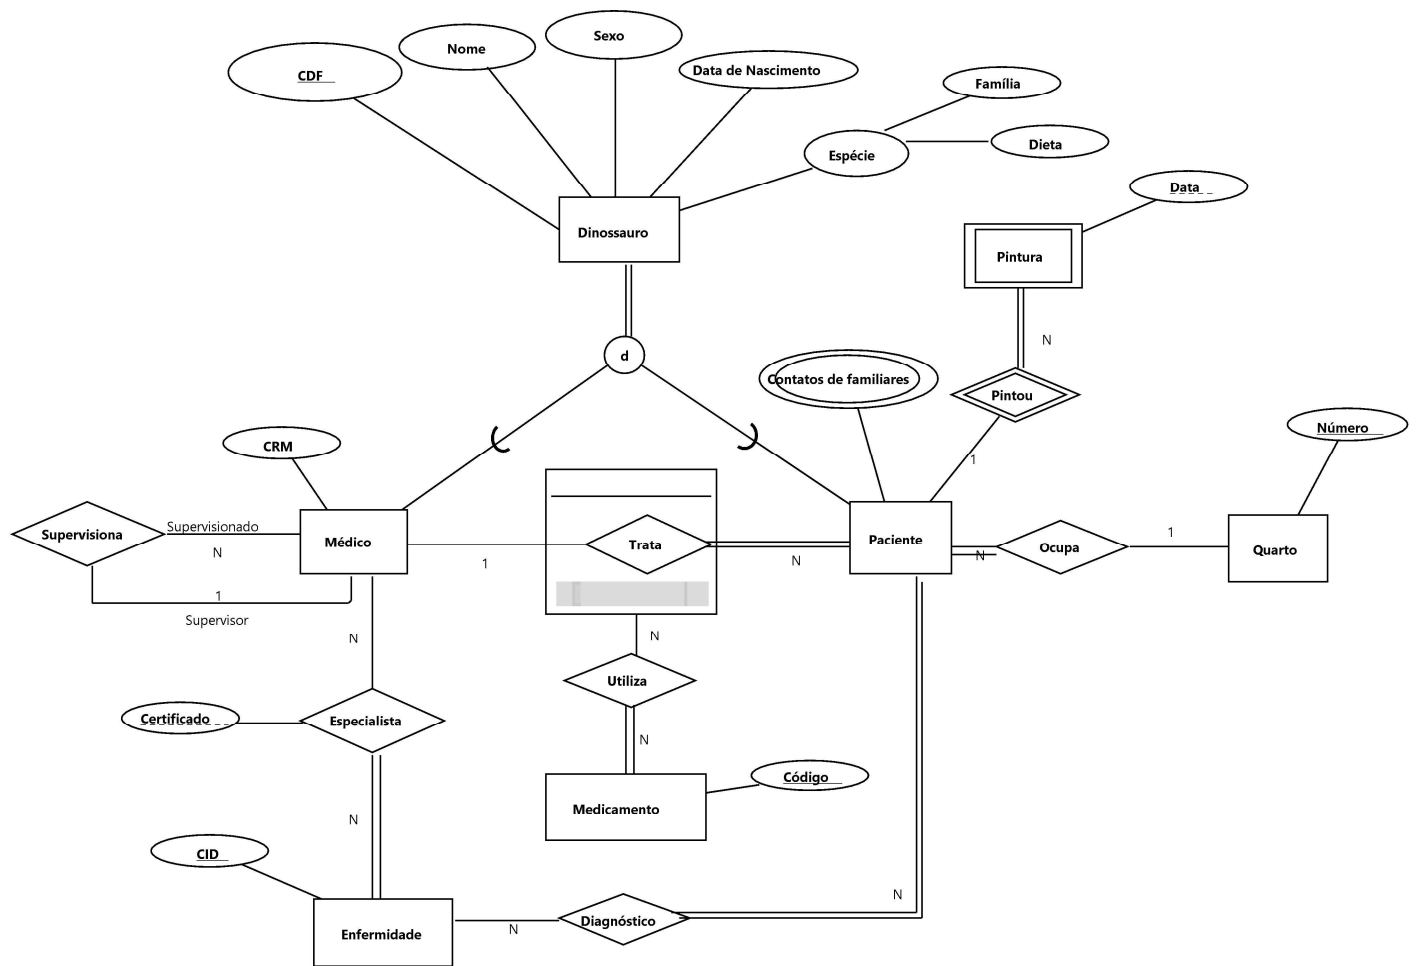 Sexo
Nome
CDF
Data de Nascimento
Família
Dieta
Espécie
Data
Dinossauro
Pintura
N
d
Contatos de familiares
Pintou
Número
CRM
1
Supervisionado
Supervisiona
N
Médico
1
Trata
N
Paciente
N
Ocupa
1
Quarto
1
Supervisor
N
N
Utiliza
Certificado
Especialista
N
Código
Medicamento
N
CID
N
Enfermidade
N
Diagnóstico